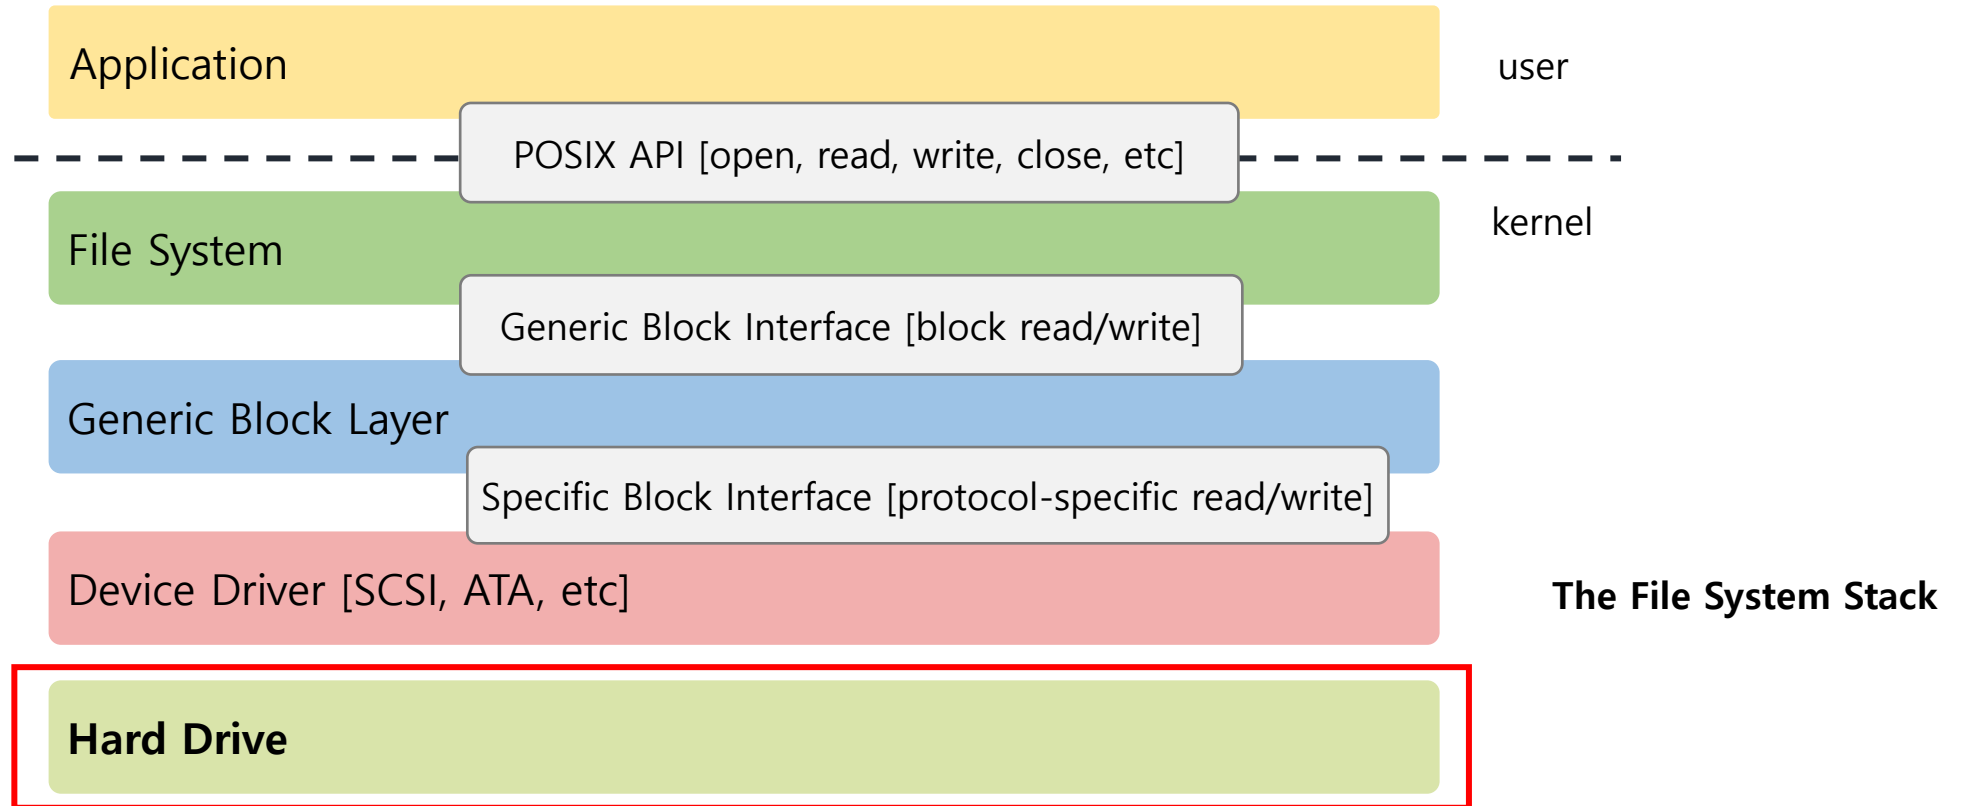 Application
user
POSIX API [open, read, write, close, etc]
kernel
File System
Generic Block Interface [block read/write]
Generic Block Layer
Specific Block Interface [protocol-specific read/write]
Device Driver [SCSI, ATA, etc]
The File System Stack
Hard Drive